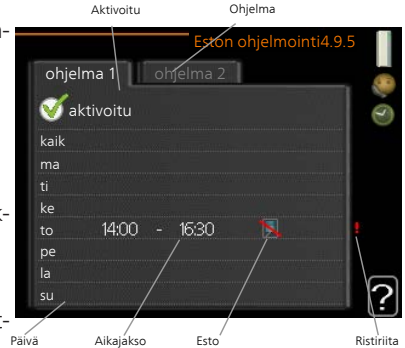 Aktivoitu Ohjelma
Eston ohjelmointi4.9.5
ohjelma 1 ohjelma 2
aktivoitu
kaik
ma
ti
ke
to 14:00 - 16:30 !
pe
la
su
?
Päivä Aikajakso Esto Ristiriita